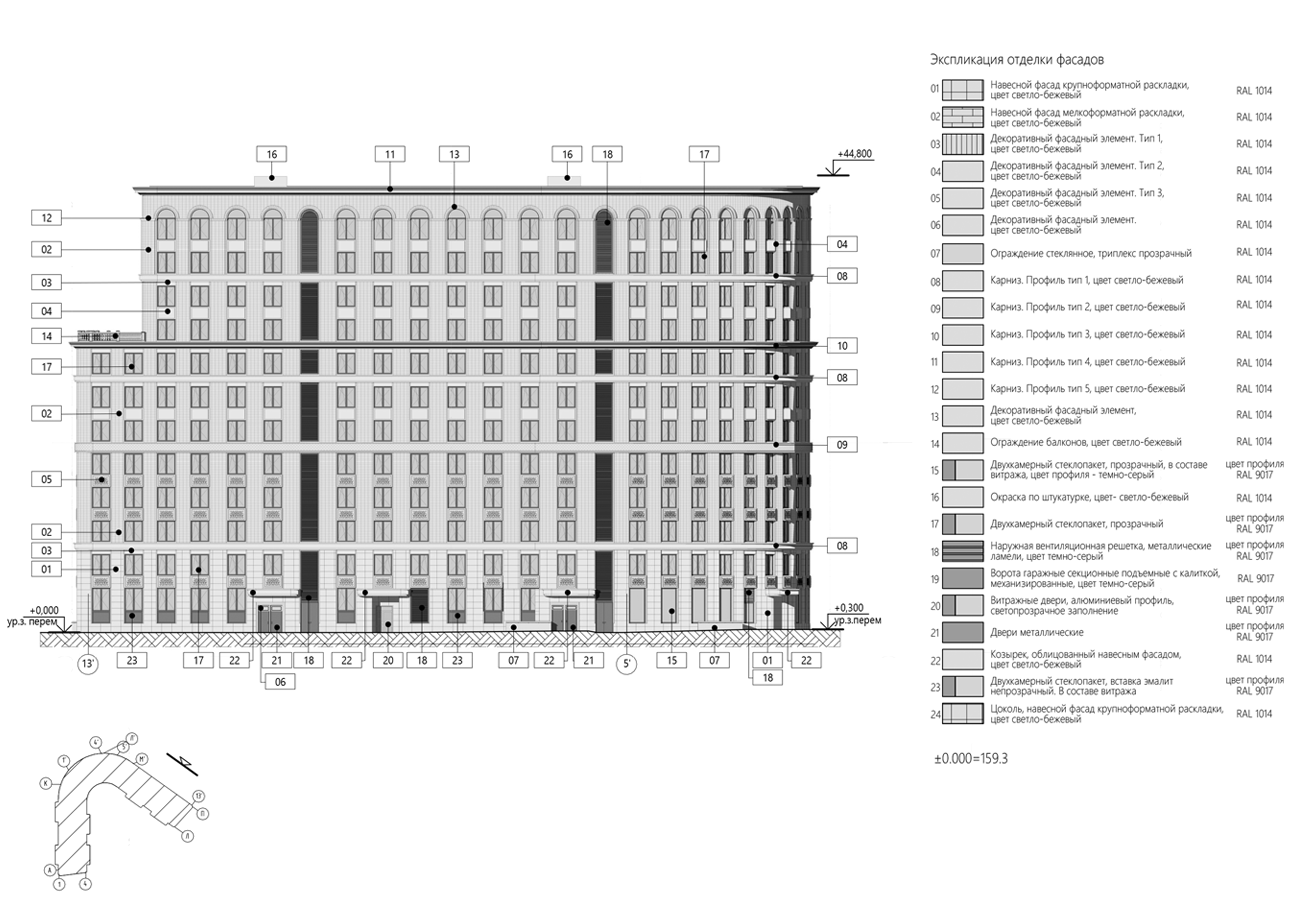 Экспликация отделки фасадов
01 Навесной фасад крупноформатной раскладки,
цвет светло-бежевый RAL 1014
02 Навесной фасад мелкоформатной раскладки,
цвет светло-бежевый RAL 1014
03 Декоративный фасадный элемент. Тип 1,
цвет светло-бежевый RAL 1014
04 Декоративный фасадный элемент. Тип 2,
цвет светло-бежевый RAL 1014
05 Декоративный фасадный элемент. Тип 3,
цвет светло-бежевый RAL 1014
06 Декоративный фасадный элемент.
цвет светло-бежевый RAL 1014
07 Ограждение стеклянное, триплекс прозрачный RAL 1014
08 Карниз. Профиль тип 1, цвет светло-бежевый RAL 1014
09 Карниз. Профиль тип 2, цвет светло-бежевый RAL 1014
10 Карниз. Профиль тип 3, цвет светло-бежевый RAL 1014
11 Карниз. Профиль тип 4, цвет светло-бежевый RAL 1014
12 Карниз. Профиль тип 5, цвет светло-бежевый RAL 1014
13 Декоративный фасадный элемент,
цвет светло-бежевый RAL 1014
14 Ограждение балконов, цвет светло-бежевый RAL 1014
15 Двухкамерный стеклопакет, прозрачный, в составе цвет профиля
витража, цвет профиля - темно-серый RAL 9017
16 Окраска по штукатурке, цвет- светло-бежевый RAL 1014
17 Двухкамерный стеклопакет, прозрачный цвет профиля
RAL 9017
18 Наружная вентиляционная решетка, металлические цвет профиля
ламели, цвет темно-серый RAL 9017
19 Ворота гаражные секционные подъемные с калиткой,
механизированные, цвет темно-серый RAL 9017
20 Витражные двери, алюминиевый профиль, цвет профиля
светопрозрачное заполнение RAL 9017
21 Двери металлические цвет профиля
RAL 9017
22 Козырек, облицованный навесным фасадом,
цвет светло-бежевый RAL 1014
23 Двухкамерный стеклопакет, вставка эмалит цвет профиля
непрозрачный. В составе витража RAL 9017
24 Цоколь, навесной фасад крупноформатной раскладки,
цвет светло-бежевый RAL 1014
±0.000=159.3
16 11 13 16 18 17
+44,800
12
02
03
04
14
17
02
05
02
03
01
04
08
10
08
09
08
+0,000
ур.з. перем
+0,300
ур.з.перем
13' 23 17 22 21 18 22 20 18 23 07 22 21 5' 15 07 01 22
06 18
4' Л' 5
1' М'
К
13'
П
Л
А
1 4